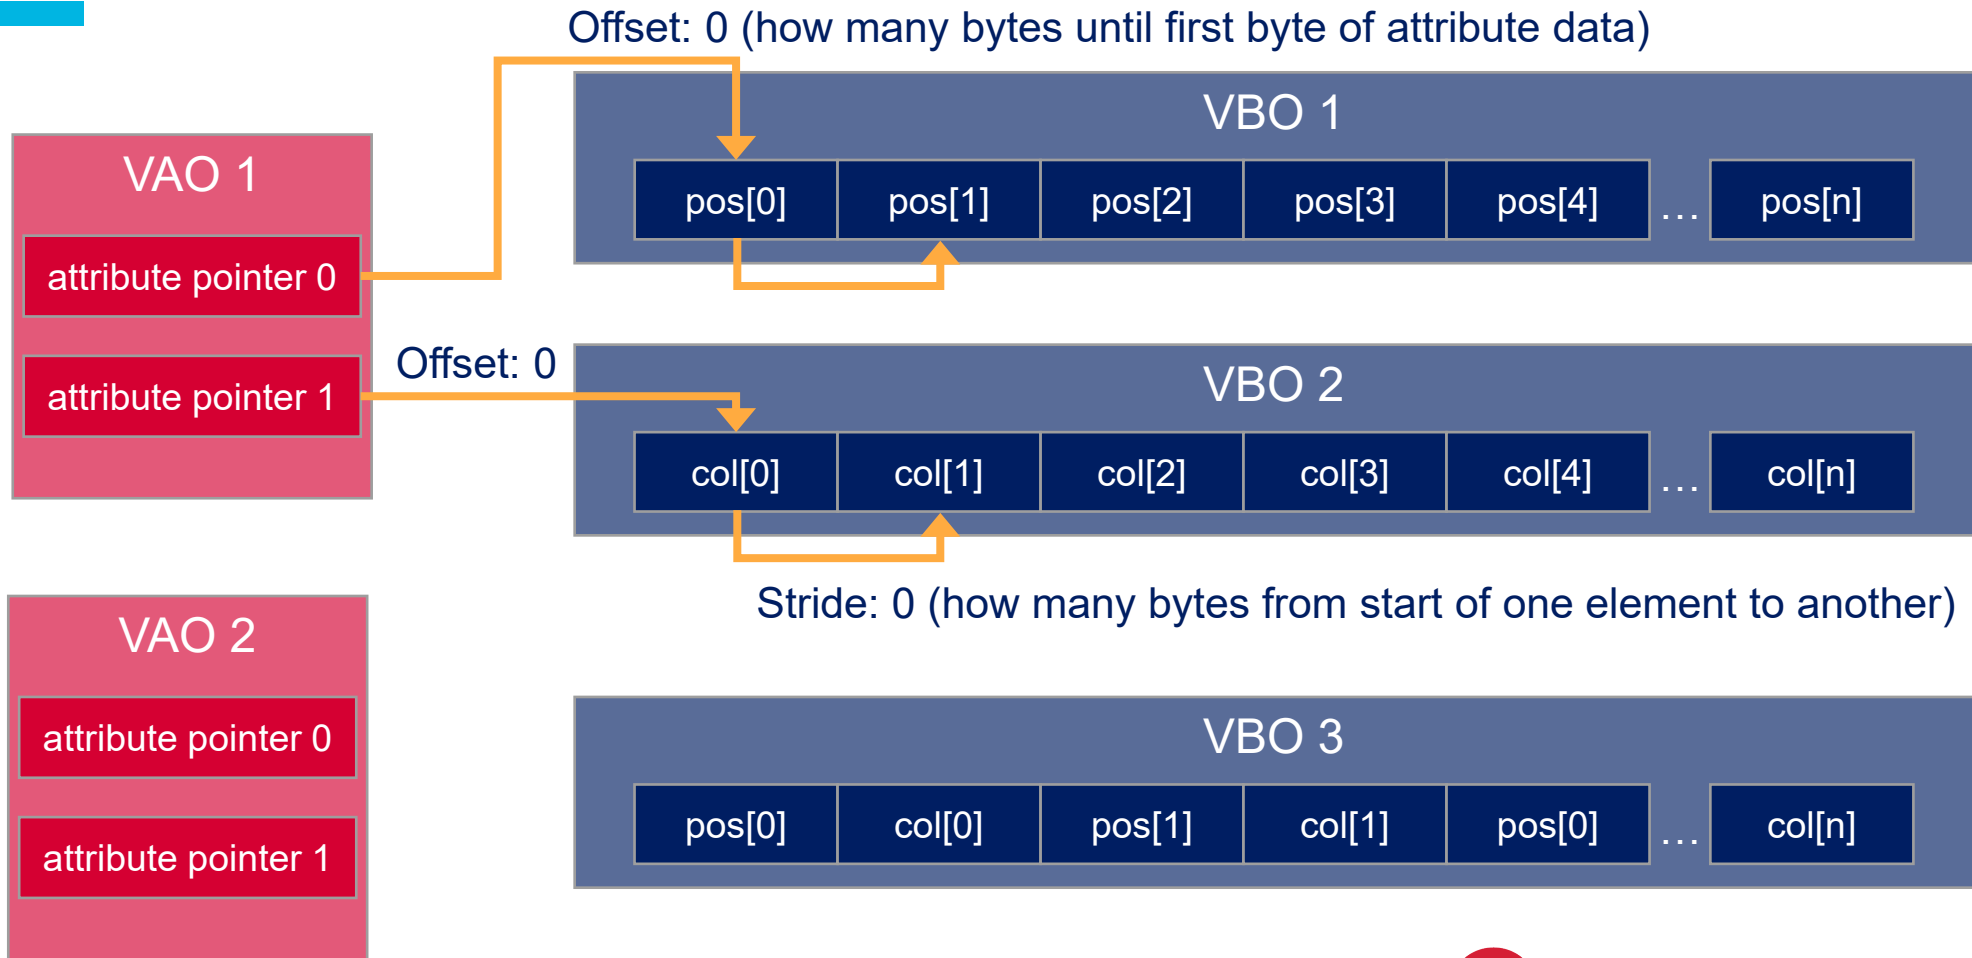 Offset: 0 (how many bytes until first byte of attribute data)
VBO 1
pos[0] pos[1] pos[2] pos[3] pos[4] ... pos[n]
VAO 1
attribute pointer 0
attribute pointer 1
Offset: 0
VBO 2
col[0] col[1] col[2] col[3] col[4] ... col[n]
Stride: 0 (how many bytes from start of one element to another)
VAO 2
attribute pointer 0
attribute pointer 1
VBO 3
pos[0] col[0] pos[1] col[1] pos[0] ... col[n]